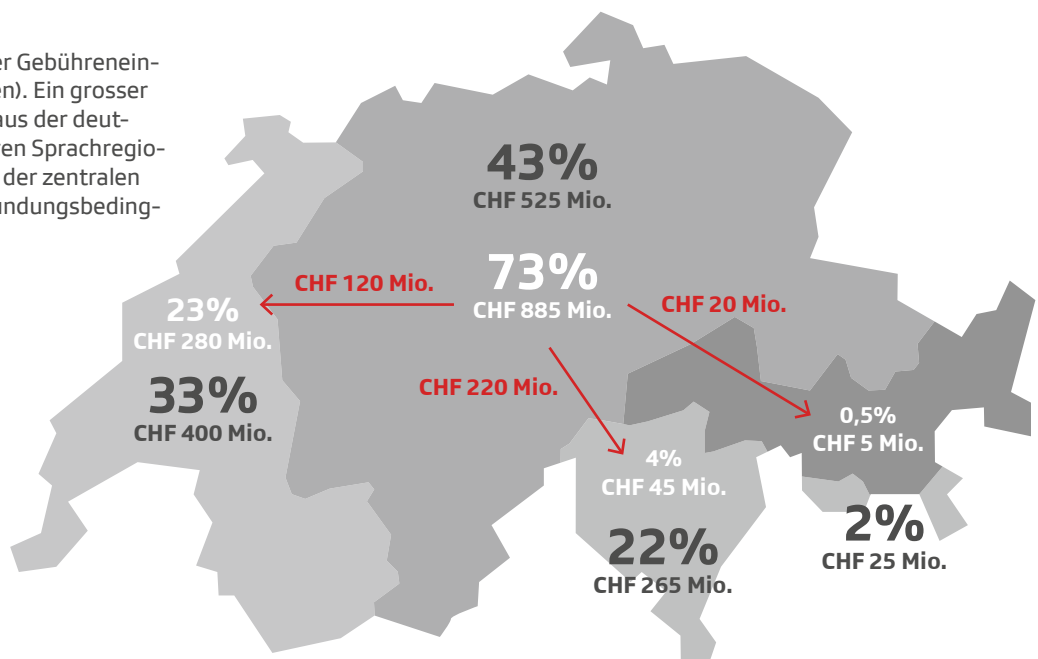 er Gebührenein-
en). Ein grosser
aus der deut-
en Sprachregio-
der zentralen
undungsbeding-
43%
CHF 525 Mio.
73%
CHF 885 Mio.
CHF 120 Mio.
CHF 20 Mio.
CHF 220 Mio.
23%
CHF 280 Mio.
33%
CHF 400 Mio.
0,5%
CHF 5 Mio.
4%
CHF 45 Mio.
22%
CHF 265 Mio.
2%
CHF 25 Mio.